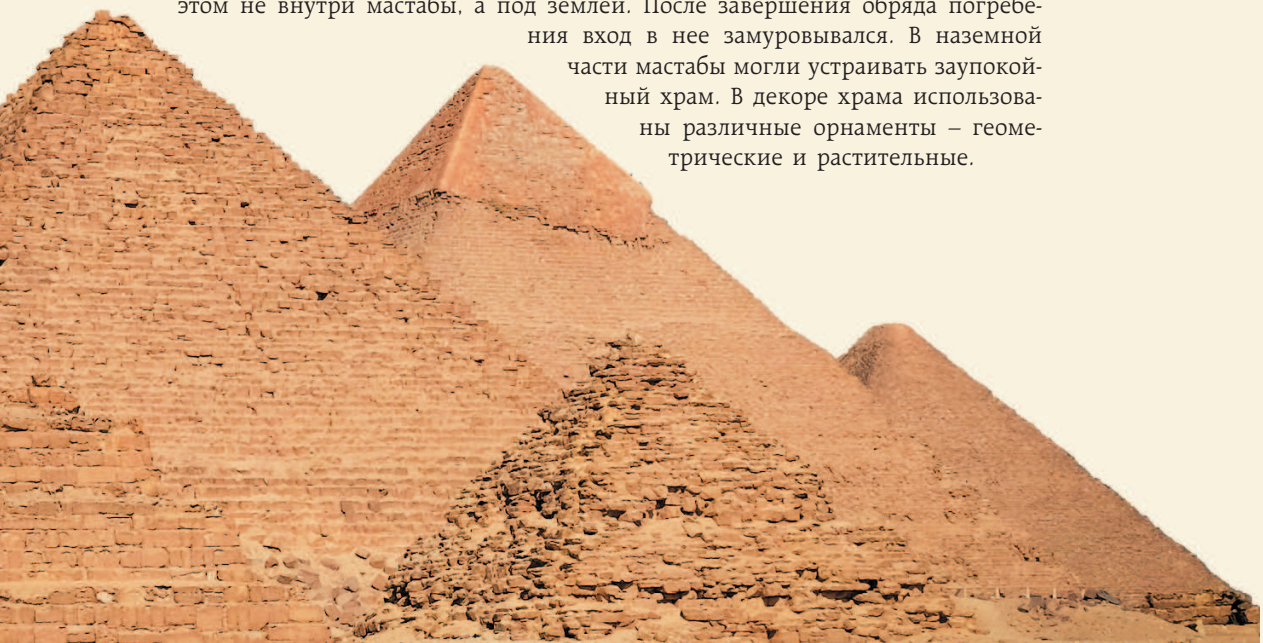 этом не внутри мастабы, а под землей. После завершения обряда погребе-
ния вход в нее замуровывался. В наземной
части мастабы могли устраивать заупокой-
ный храм. В декоре храма использова-
ны различные орнаменты – геоме-
трические и растительные.